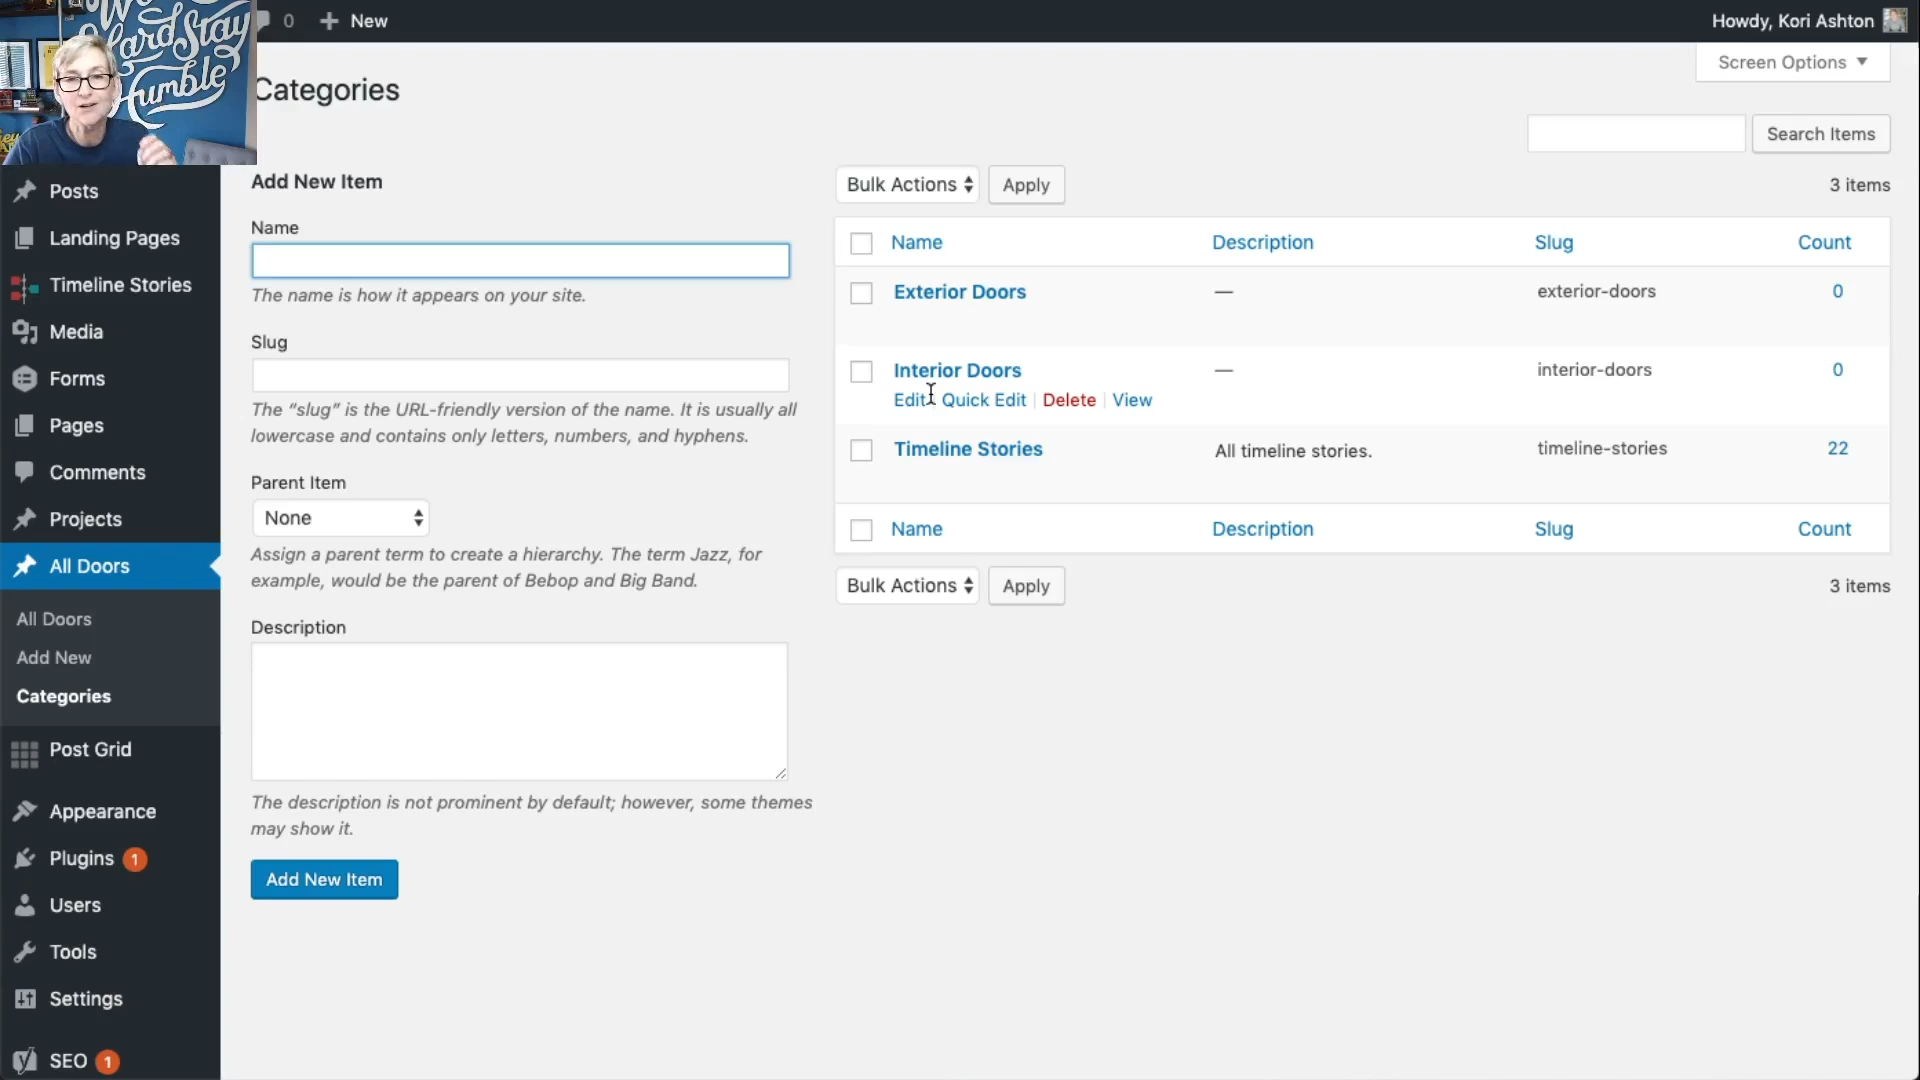 We
Hard Stay
Humble
0
New
Howdy, Kori Ashton
Screen Options
Categories
Search Items
Posts
Landing Pages
Timeline Stories
Media
Forms
Pages
Comments
Projects
All Doors
All Doors
Add New
Categories
Post Grid
Appearance
Plugins 1
Users
Tools
Settings
SEO 1
Add New Item
Name
The name is how it appears on your site.
Slug
The “slug” is the URL-friendly version of the name. It is usually all
lowercase and contains only letters, numbers, and hyphens.
Parent Item
None
Assign a parent term to create a hierarchy. The term Jazz, for
example, would be the parent of Bebop and Big Band.
Description
The description is not prominent by default; however, some themes
may show it.
Add New Item
Bulk Actions Apply 3 items
Name Description Slug Count
Exterior Doors — exterior-doors 0
Interior Doors — interior-doors 0
Edit Quick Edit | Delete | View
Timeline Stories All timeline stories. timeline-stories 22
Name Description Slug Count
Bulk Actions Apply 3 items